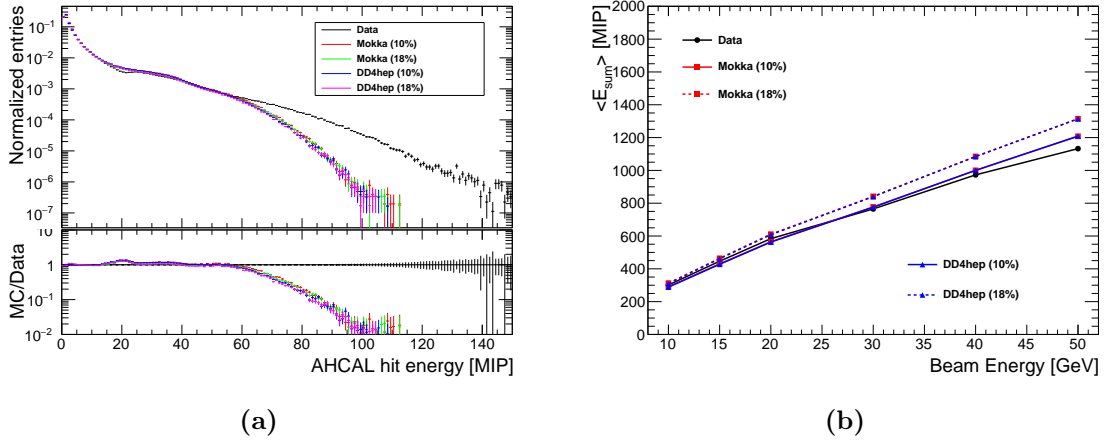 Normalized entries
10⁻¹
10⁻²
10⁻³
10⁻⁴
10⁻⁵
10⁻⁶
10⁻⁷
Data
Mokka (10%)
Mokka (18%)
DD4hep (10%)
DD4hep (18%)
MC/Data
10
1
10⁻¹
10⁻²
0 20 40 60 80 100 120 140
AHCAL hit energy [MIP]
(a)
<E_sum> [MIP]
2000
1800
1600
1400
1200
1000
800
600
400
200
0
Data
Mokka (10%)
Mokka (18%)
DD4hep (10%)
DD4hep (18%)
10 15 20 25 30 35 40 45 50
Beam Energy [GeV]
(b)